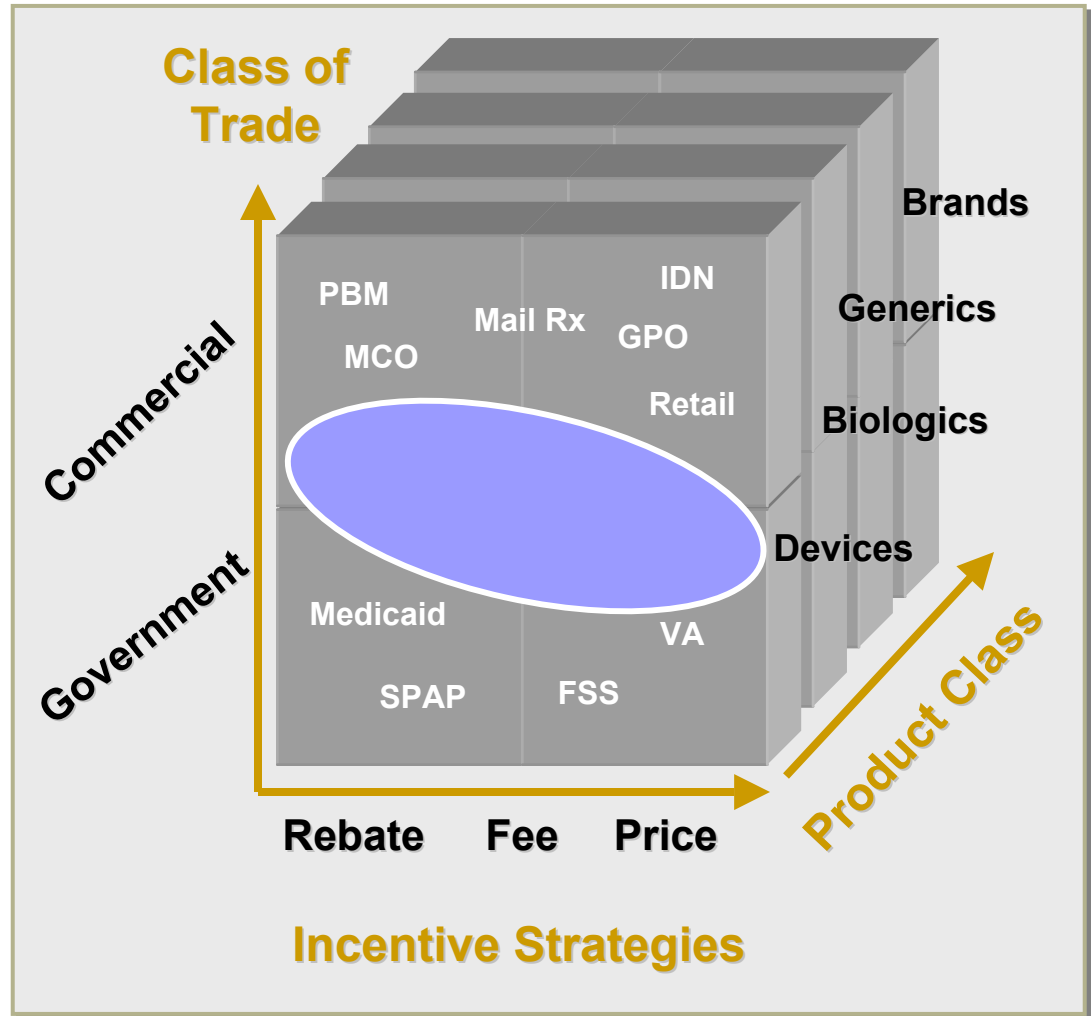 Class of
Trade
Brands
IDN
PBM
Mail Rx
Generics
GPO
MCO
Retail
Biologics
Commercial
Devices
Government
Medicaid
VA
SPAP
FSS
Product Class
Rebate Fee Price
Incentive Strategies